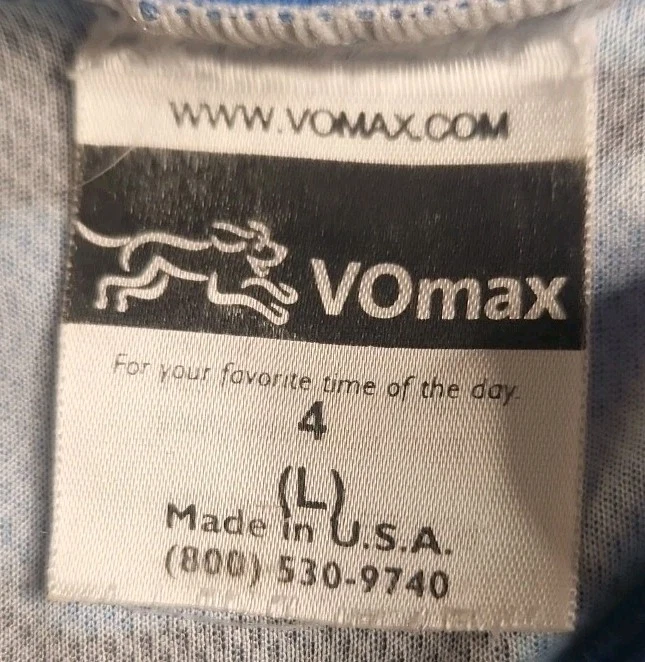 WWW.VOMAX.COM
VOmax
For your favorite time of the day.
4
(L)
Made in U.S.A.
(800) 530-9740